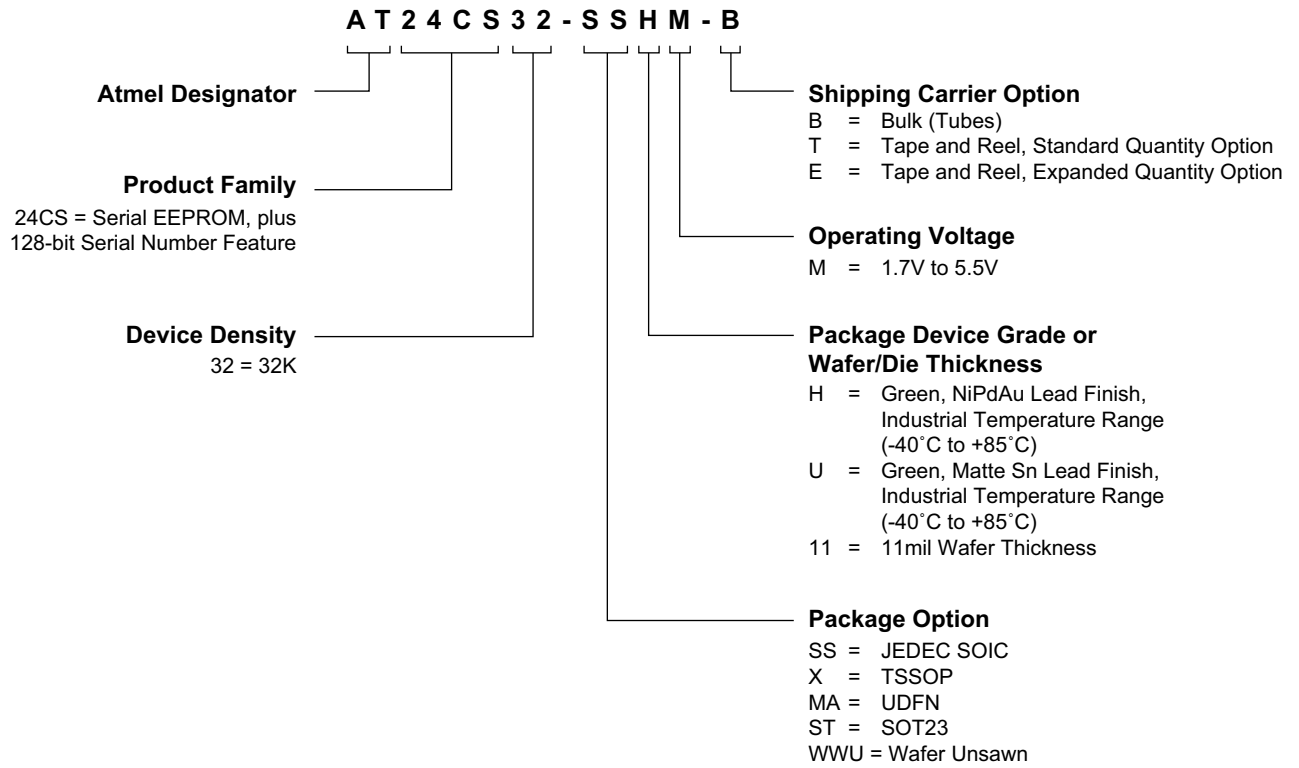 AT24CS32-SSHM-B
Atmel Designator
Product Family
24CS = Serial EEPROM, plus
128-bit Serial Number Feature
Device Density
32 = 32K
Shipping Carrier Option
B = Bulk (Tubes)
T = Tape and Reel, Standard Quantity Option
E = Tape and Reel, Expanded Quantity Option
Operating Voltage
M = 1.7V to 5.5V
Package Device Grade or
Wafer/Die Thickness
H = Green, NiPdAu Lead Finish,
Industrial Temperature Range
(-40˚C to +85˚C)
U = Green, Matte Sn Lead Finish,
Industrial Temperature Range
(-40˚C to +85˚C)
11 = 11mil Wafer Thickness
Package Option
SS = JEDEC SOIC
X = TSSOP
MA = UDFN
ST = SOT23
WWU = Wafer Unsawn